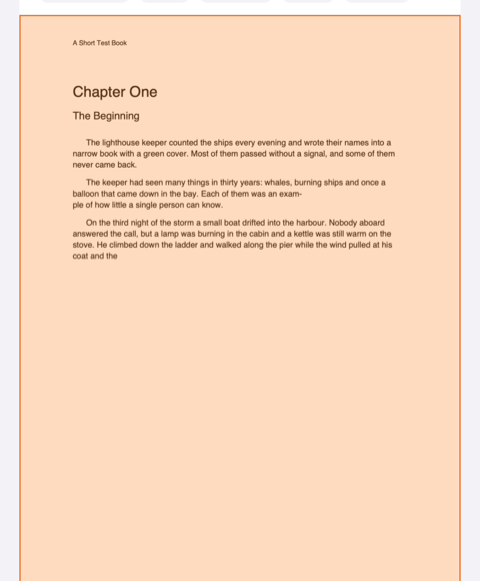 A Short Test Book
Chapter One
The Beginning
The lighthouse keeper counted the ships every evening and wrote their names into a
narrow book with a green cover. Most of them passed without a signal, and some of them
never came back.
The keeper had seen many things in thirty years: whales, burning ships and once a
balloon that came down in the bay. Each of them was an exam-
ple of how little a single person can know.
On the third night of the storm a small boat drifted into the harbour. Nobody aboard
answered the call, but a lamp was burning in the cabin and a kettle was still warm on the
stove. He climbed down the ladder and walked along the pier while the wind pulled at his
coat and the